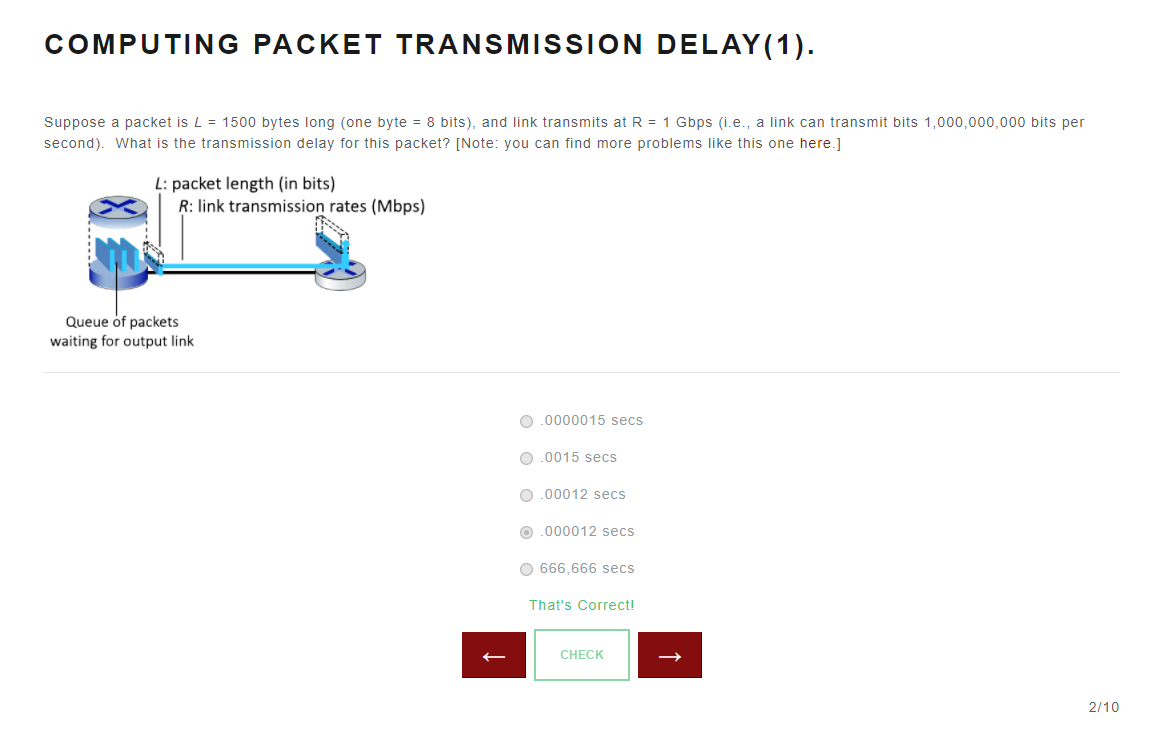 COMPUTING PACKET TRANSMISSION DELAY(1).
Suppose a packet is L = 1500 bytes long (one byte = 8 bits), and link transmits at R = 1 Gbps (i.e., a link can transmit bits 1,000,000,000 bits per
second).  What is the transmission delay for this packet? [Note: you can find more problems like this one here.]
L: packet length (in bits)
R: link transmission rates (Mbps)
Queue of packets
waiting for output link
.0000015 secs
.0015 secs
.00012 secs
.000012 secs
666,666 secs
That's Correct!
← CHECK →
2/10